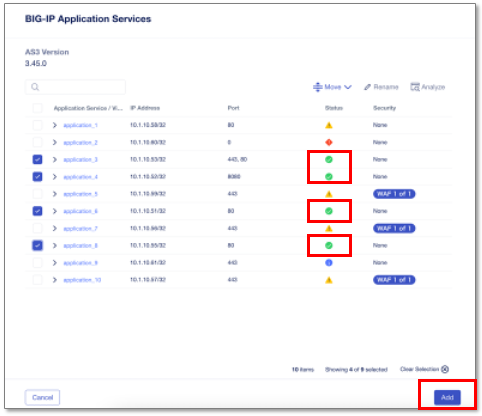 BIG-IP Application Services
AS3 Version
3.45.0
Move Rename Analyze
Application Service / V... IP Address Port Status Security
application_1 10.1.10.58/32 80 None
application_2 10.1.10.60/32 0 None
application_3 10.1.10.53/32 443, 80 None
application_4 10.1.10.52/32 8080 None
application_5 10.1.10.59/32 443 WAF 1 of 1
application_6 10.1.10.51/32 80 None
application_7 10.1.10.56/32 443 WAF 1 of 1
application_8 10.1.10.55/32 80 None
application_9 10.1.10.61/32 443 None
application_10 10.1.10.57/32 443 WAF 1 of 1
10 items Showing 4 of 9 selected Clear Selection
Cancel Add